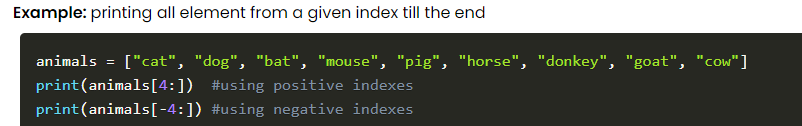 Example: printing all element from a given index till the end
animals = ["cat", "dog", "bat", "mouse", "pig", "horse", "donkey", "goat", "cow"]
print(animals[4:])  #using positive indexes
print(animals[-4:]) #using negative indexes